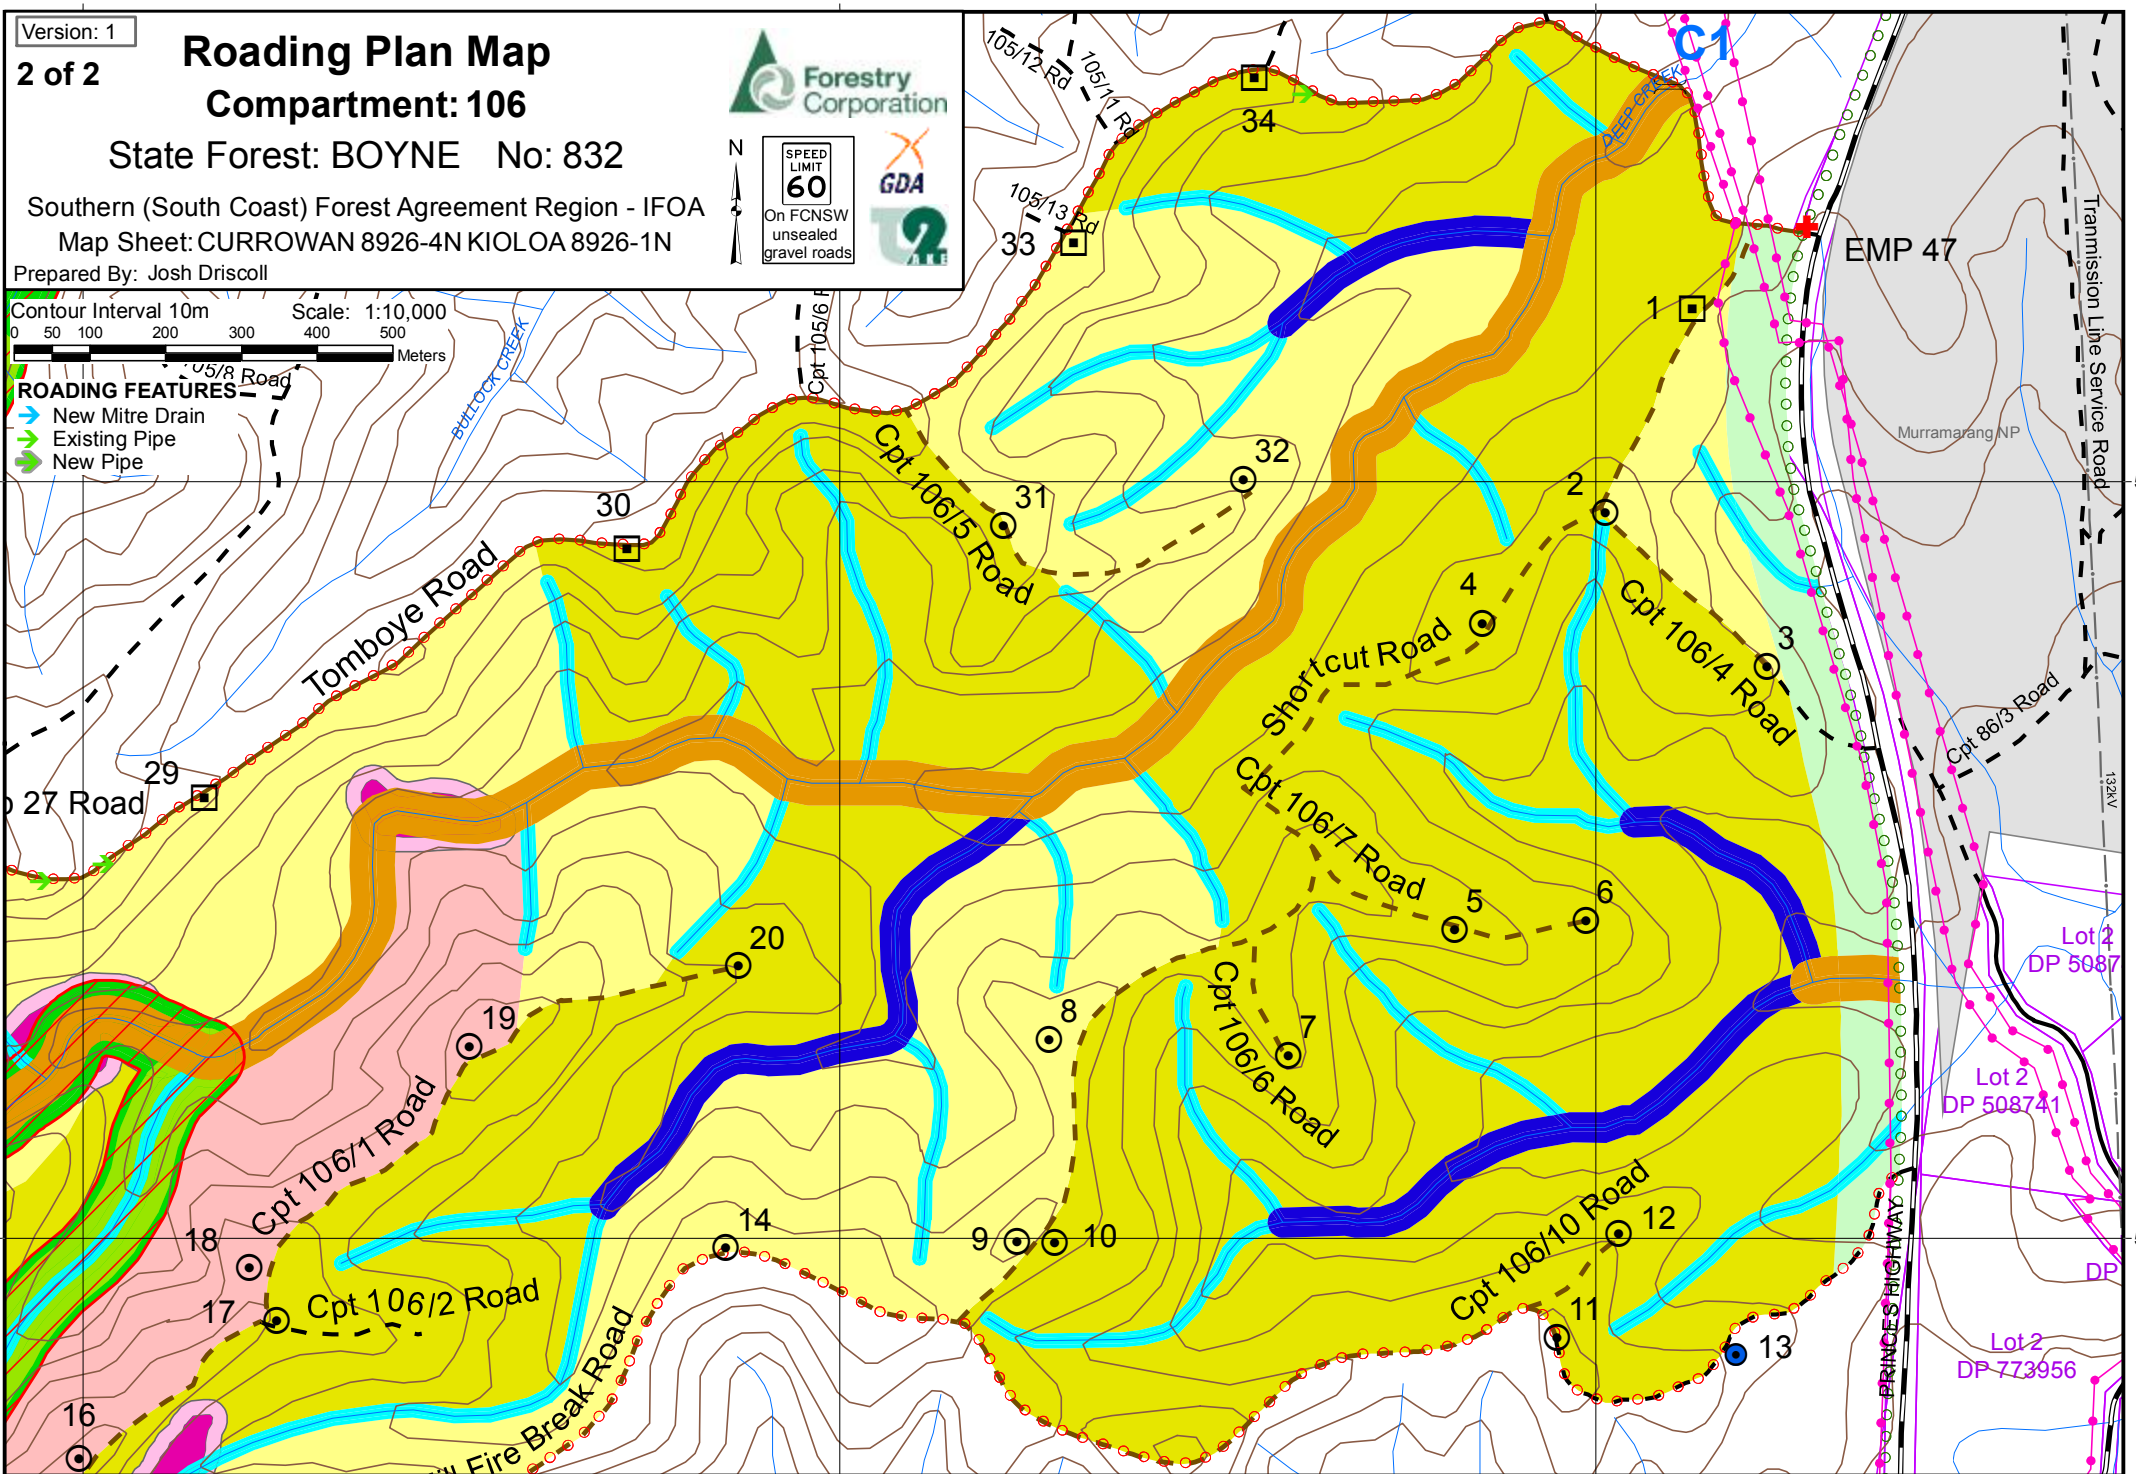 Version: 1
2 of 2
Roading Plan Map
Compartment: 106
State Forest: BOYNE No: 832
Southern (South Coast) Forest Agreement Region - IFOA
Map Sheet: CURROWAN 8926-4N KIOLOA 8926-1N
Prepared By: Josh Driscoll
Forestry
Corporation
N
SPEED
LIMIT
60
On FCNSW
unsealed
gravel roads
GDA
Contour Interval 10m
Scale: 1:10,000
0 50 100 200 300 400 500
Meters
ROADING FEATURES
New Mitre Drain
Existing Pipe
New Pipe
105/8 Road
BULLOCK CREEK
105/12 Rd
105/11 Rd
105/13 Rd
Cpt 105/6 R
34
33
C1
DEEP CREEK
EMP 47
1
Tranmission Line Service Road
Murramarang NP
Cpt 106/5 Road
31
32
2
30
Tomboye Road
4
Shortcut Road
Cpt 106/4 Road
3
Cpt 86/3 Road
132kV
29
27 Road
Cpt 106/7 Road
5
6
20
19
8
Cpt 106/6 Road
7
Lot 2
DP 5087
Lot 2
DP 508741
Cpt 106/1 Road
18
14
9
10
Cpt 106/10 Road
12
17
Cpt 106/2 Road
11
13
PRINCES HIGHWAY
DP
Lot 2
DP 773956
16
Fire Break Road